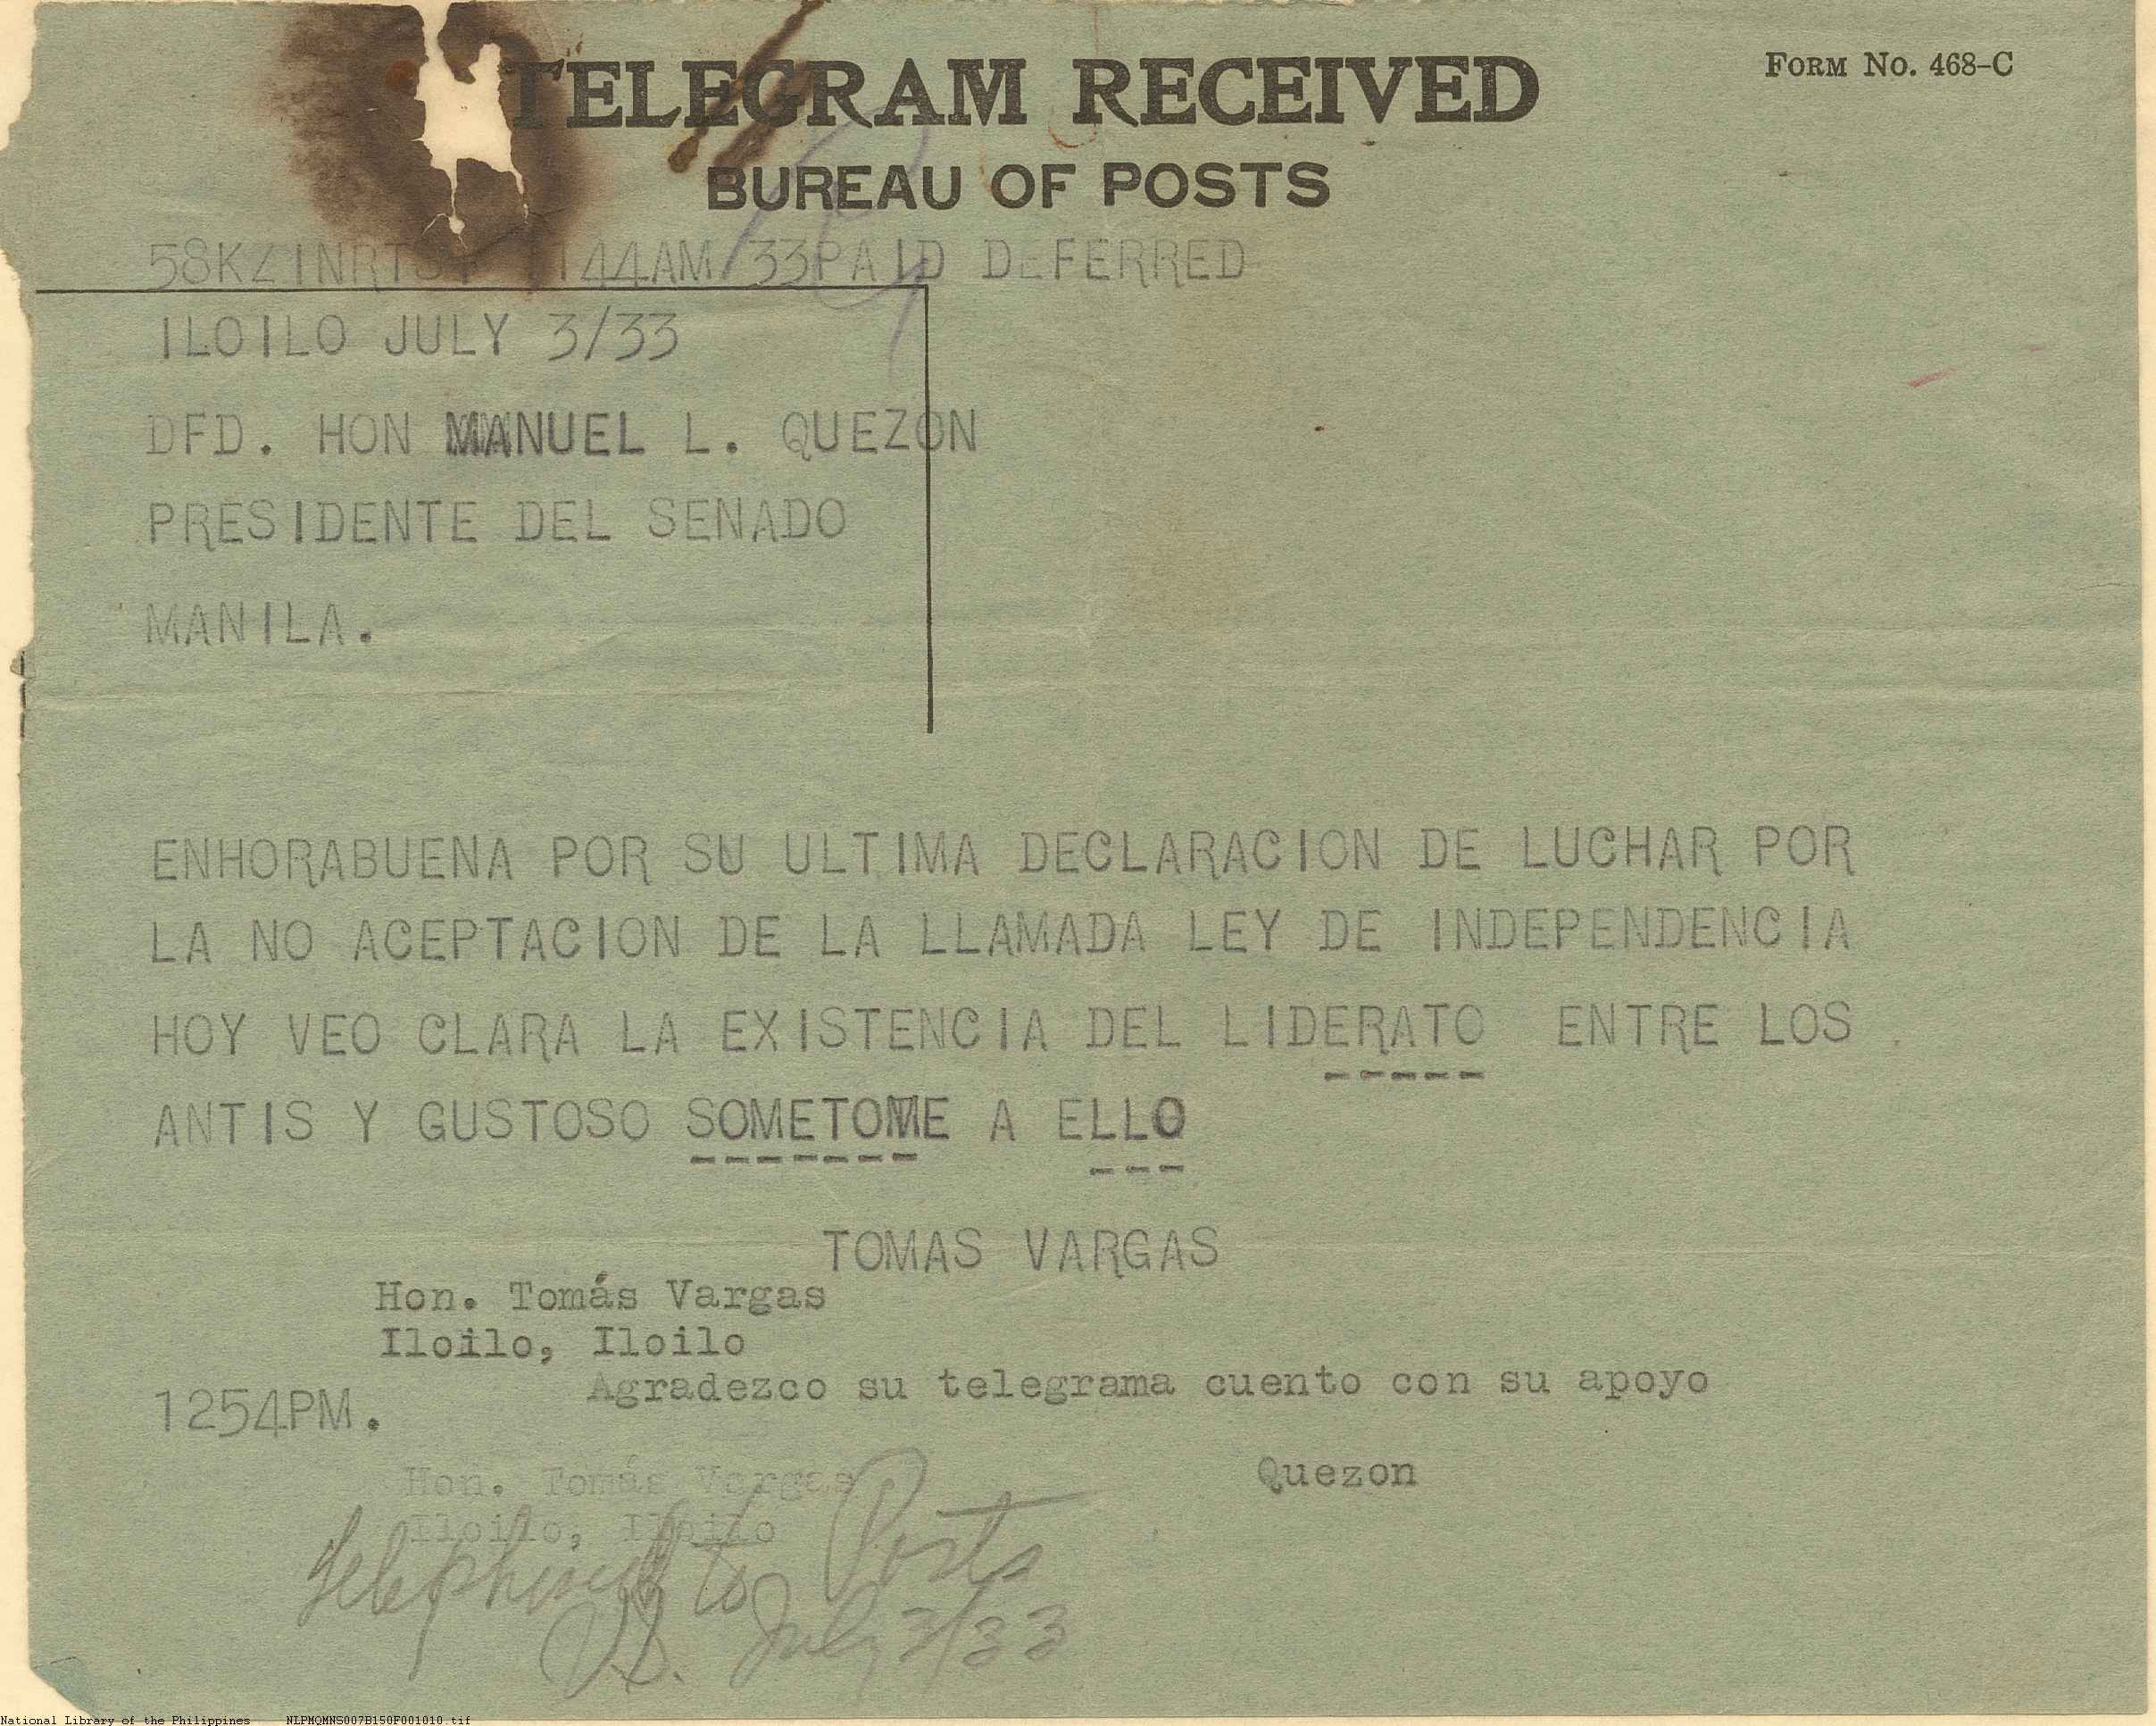 FORM NO. 468-C
TELEGRAM RECEIVED
BUREAU OF POSTS
1144AM 33PAID DEFERRED
ILOILO JULY 3/33
DFD. HON MANUEL L. QUEZON
PRESIDENTE DEL SENADO
MANILA.
ENHORABUENA POR SU ULTIMA DECLARACION DE LUCHAR POR
LA NO ACEPTACION DE LA LLAMADA LEY DE INDEPENDENCIA
HOY VEO CLARA LA EXISTENCIA DEL LIDERATO ENTRE LOS
ANTIS Y GUSTOSO SOMETOME A ELLO
TOMAS VARGAS
Hon. Tomás Vargas
Iloilo, Iloilo
Agradezco su telegrama cuento con su apoyo
1254PM.
Quezon
Hon. Tomás Vargas
Iloilo, Iloilo
Telephoned to Posts
July 3/33
National Library of the Philippines NLPMQMNS007B150F001010.tif